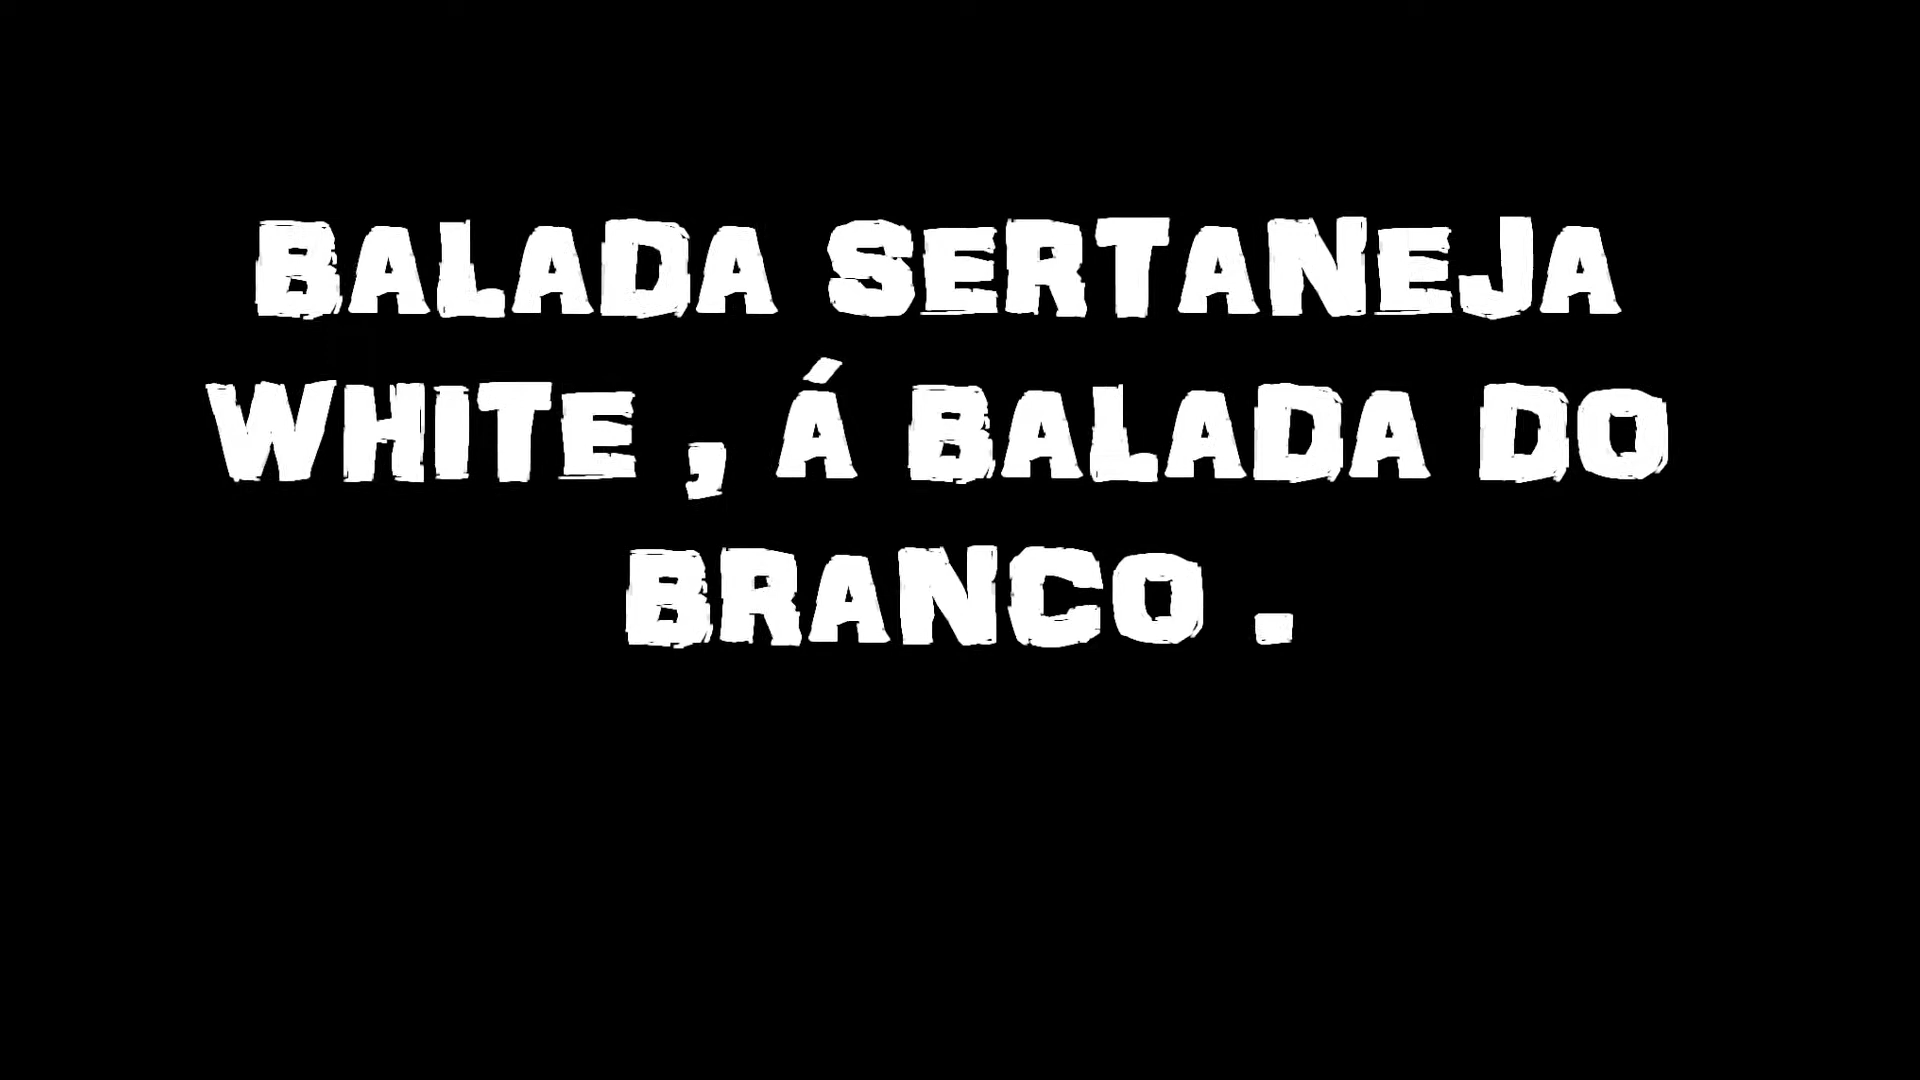 BALADA SERTANEJA
WHITE , Á BALADA DO
BRANCO .